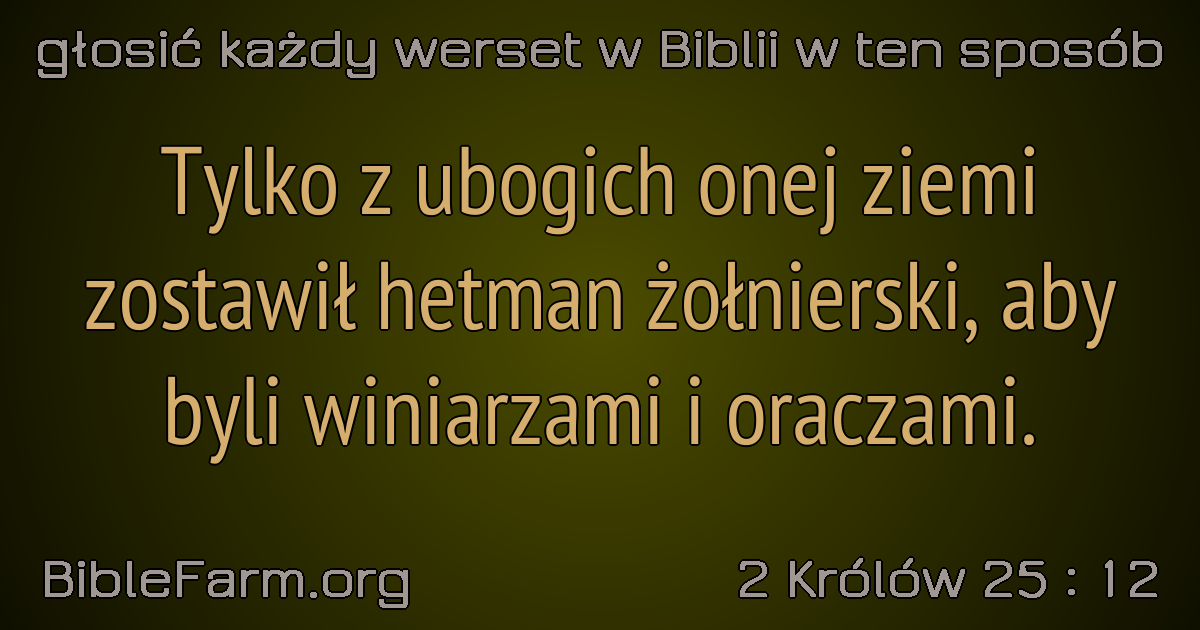 głosić każdy werset w Biblii w ten sposób
Tylko z ubogich onej ziemi
zostawił hetman żołnierski, aby
byli winiarzami i oraczami.
BibleFarm.org
2 Królów 25 : 12